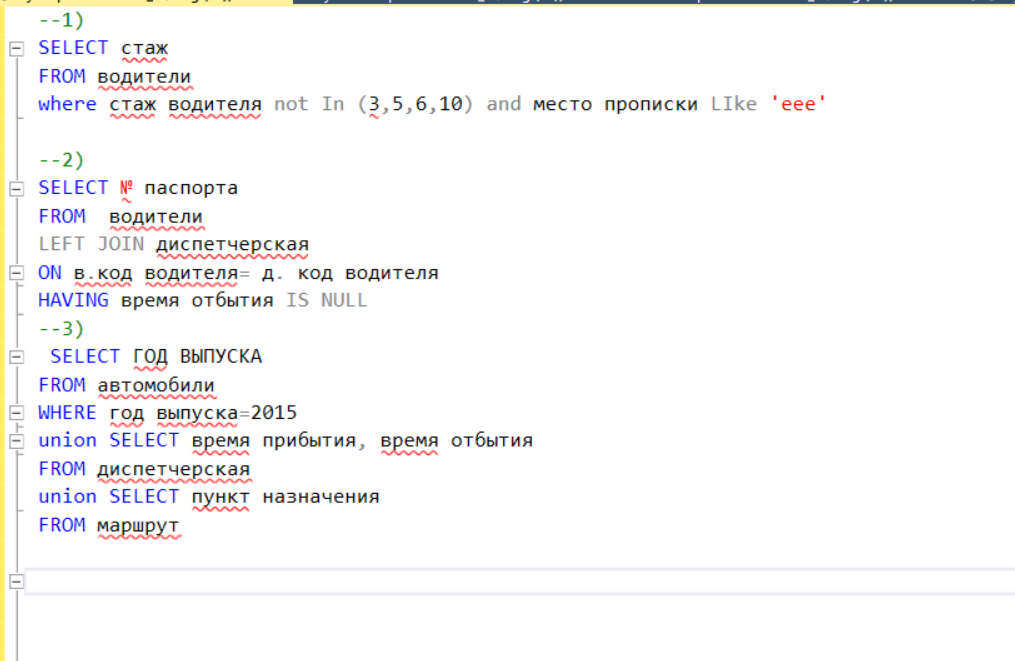 --1)
SELECT стаж
FROM водители
where стаж водителя not In (3,5,6,10) and место прописки LIke 'eee'
--2)
SELECT № паспорта
FROM  водители
LEFT JOIN диспетчерская
ON в.код водителя= д. код водителя
HAVING время отбытия IS NULL
--3)
SELECT ГОД ВЫПУСКА
FROM автомобили
WHERE год выпуска=2015
union SELECT время прибытия, время отбытия
FROM диспетчерская
union SELECT пункт назначения
FROM маршрут